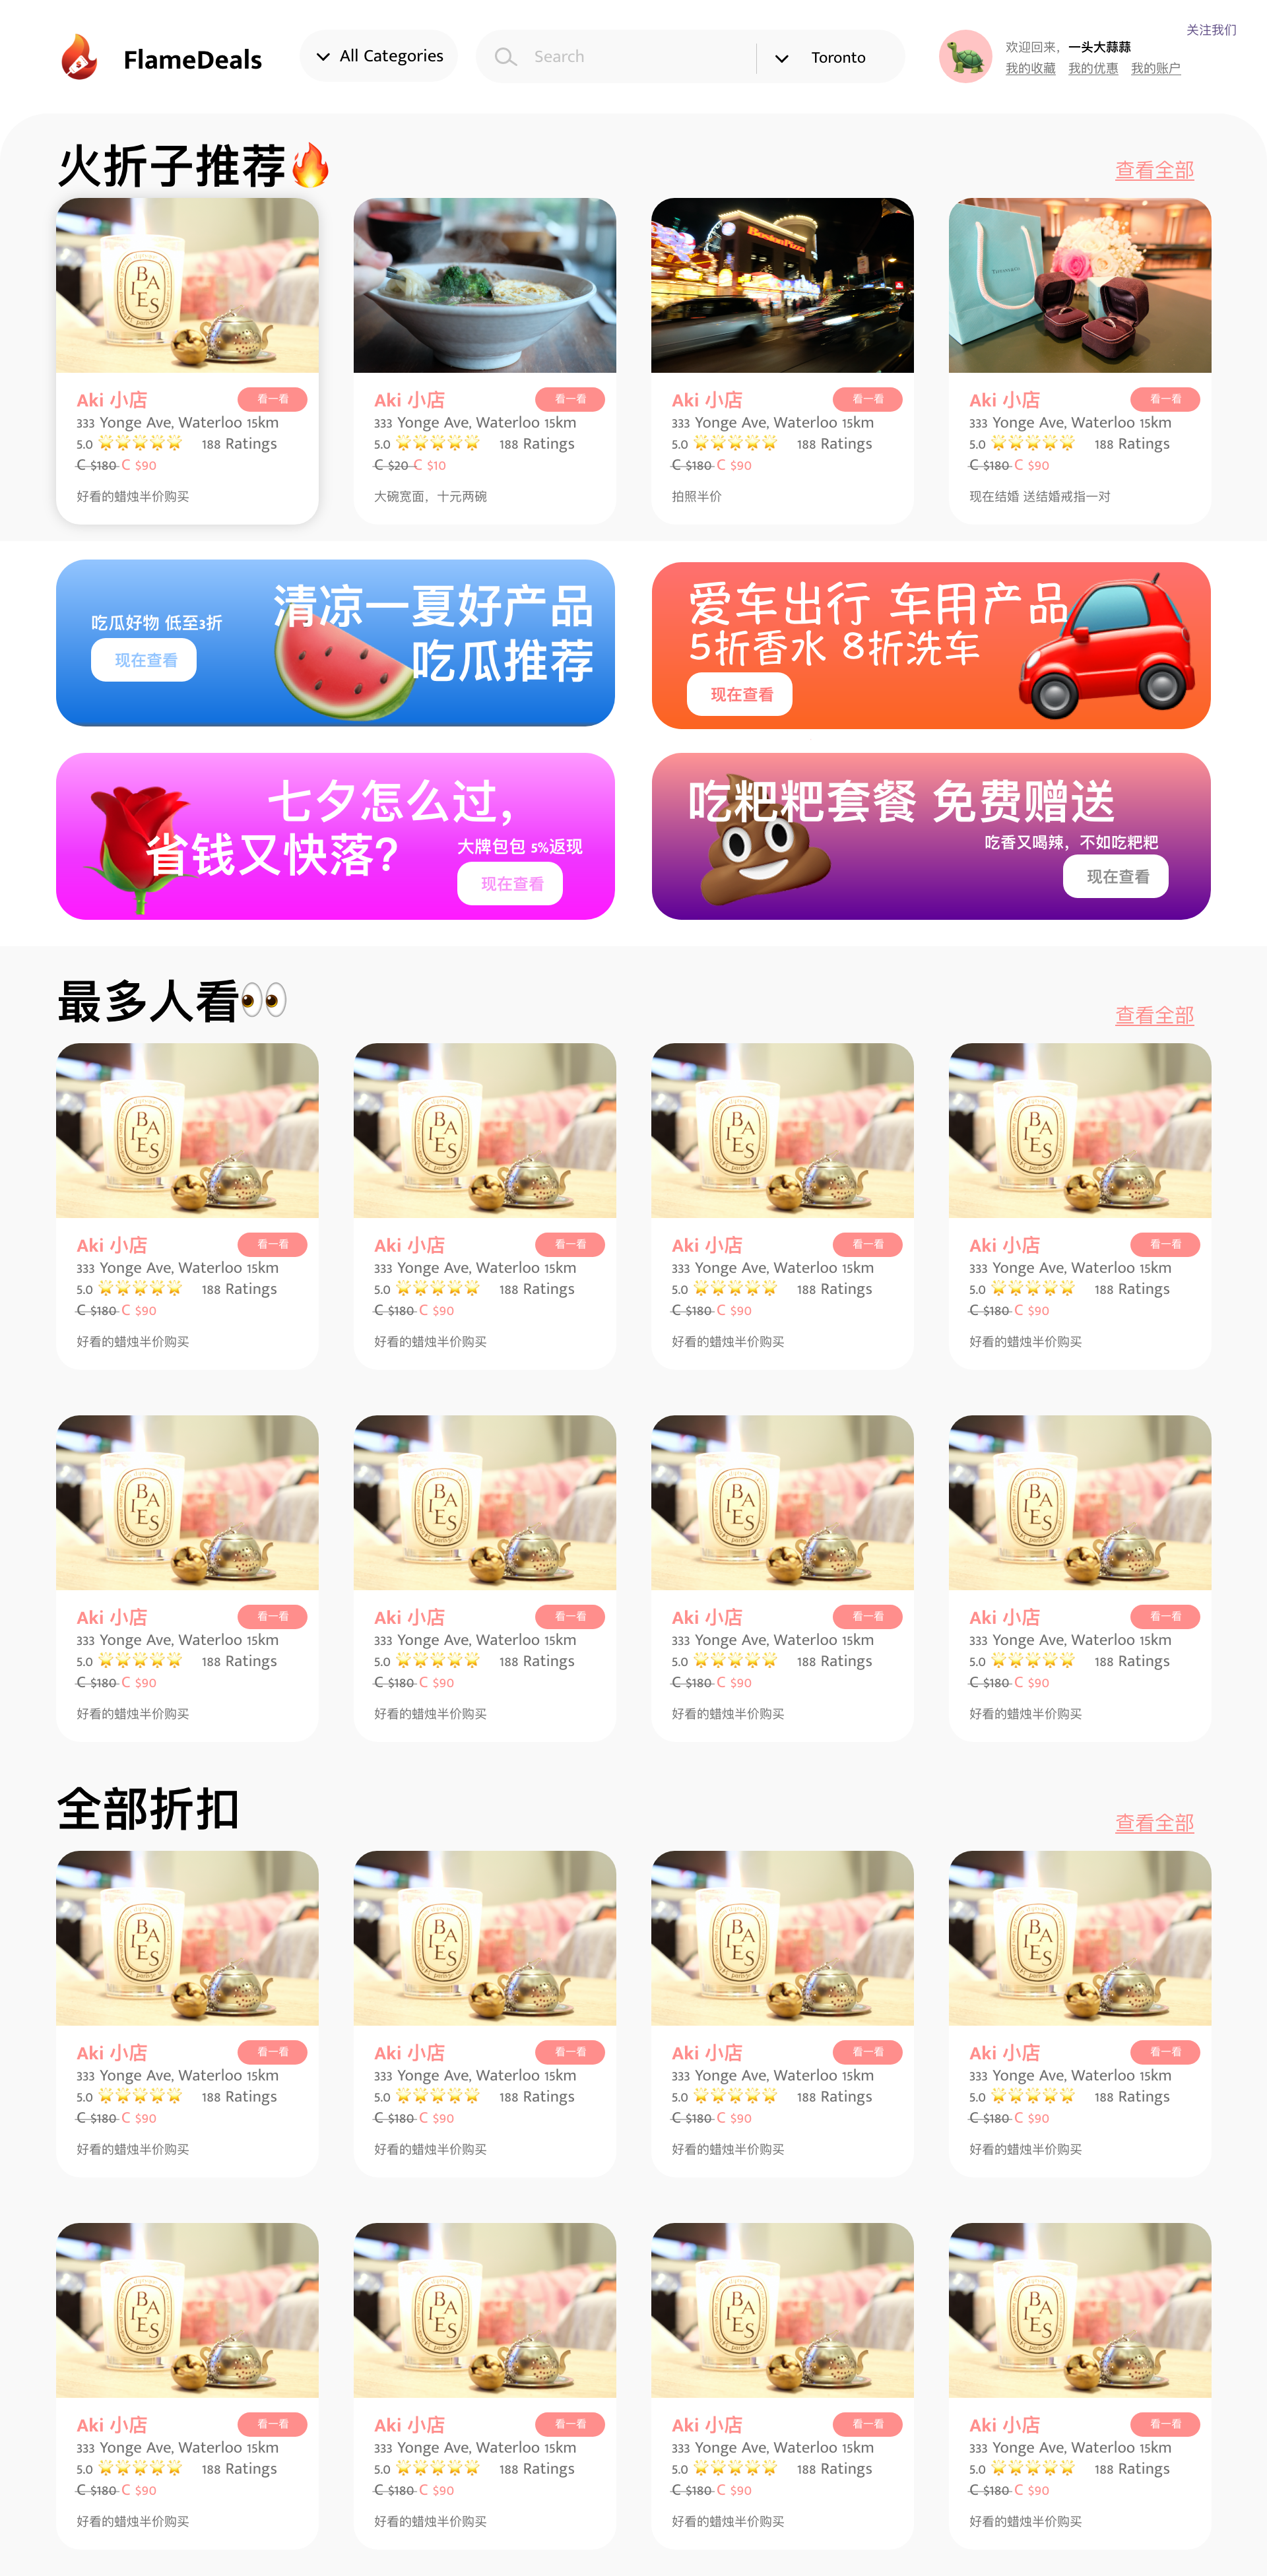 关注我们
FlameDeals
All Categories
Search
Toronto
欢迎回来，一头大蒜蒜
我的收藏 我的优惠 我的账户
火折子推荐
查看全部
BAIES
Boston Pizza
Aki 小店 看一看
333 Yonge Ave, Waterloo 15km
5.0 188 Ratings
C $180 C $90
好看的蜡烛半价购买
Aki 小店 看一看
333 Yonge Ave, Waterloo 15km
5.0 188 Ratings
C $20 C $10
大碗宽面，十元两碗
Aki 小店 看一看
333 Yonge Ave, Waterloo 15km
5.0 188 Ratings
C $180 C $90
拍照半价
Aki 小店 看一看
333 Yonge Ave, Waterloo 15km
5.0 188 Ratings
C $180 C $90
现在结婚 送结婚戒指一对
清凉一夏好产品
吃瓜推荐
吃瓜好物 低至3折
现在查看
爱车出行 车用产品
5折香水 8折洗车
现在查看
七夕怎么过，
省钱又快落?
大牌包包 5%返现
现在查看
吃粑粑套餐 免费赠送
吃香又喝辣，不如吃粑粑
现在查看
最多人看
查看全部
BAIES
Aki 小店 看一看
333 Yonge Ave, Waterloo 15km
5.0 188 Ratings
C $180 C $90
好看的蜡烛半价购买
BAIES
Aki 小店 看一看
333 Yonge Ave, Waterloo 15km
5.0 188 Ratings
C $180 C $90
好看的蜡烛半价购买
BAIES
Aki 小店 看一看
333 Yonge Ave, Waterloo 15km
5.0 188 Ratings
C $180 C $90
好看的蜡烛半价购买
BAIES
Aki 小店 看一看
333 Yonge Ave, Waterloo 15km
5.0 188 Ratings
C $180 C $90
好看的蜡烛半价购买
BAIES
Aki 小店 看一看
333 Yonge Ave, Waterloo 15km
5.0 188 Ratings
C $180 C $90
好看的蜡烛半价购买
BAIES
Aki 小店 看一看
333 Yonge Ave, Waterloo 15km
5.0 188 Ratings
C $180 C $90
好看的蜡烛半价购买
BAIES
Aki 小店 看一看
333 Yonge Ave, Waterloo 15km
5.0 188 Ratings
C $180 C $90
好看的蜡烛半价购买
BAIES
Aki 小店 看一看
333 Yonge Ave, Waterloo 15km
5.0 188 Ratings
C $180 C $90
好看的蜡烛半价购买
全部折扣
查看全部
BAIES
Aki 小店 看一看
333 Yonge Ave, Waterloo 15km
5.0 188 Ratings
C $180 C $90
好看的蜡烛半价购买
BAIES
Aki 小店 看一看
333 Yonge Ave, Waterloo 15km
5.0 188 Ratings
C $180 C $90
好看的蜡烛半价购买
BAIES
Aki 小店 看一看
333 Yonge Ave, Waterloo 15km
5.0 188 Ratings
C $180 C $90
好看的蜡烛半价购买
BAIES
Aki 小店 看一看
333 Yonge Ave, Waterloo 15km
5.0 188 Ratings
C $180 C $90
好看的蜡烛半价购买
BAIES
Aki 小店 看一看
333 Yonge Ave, Waterloo 15km
5.0 188 Ratings
C $180 C $90
好看的蜡烛半价购买
BAIES
Aki 小店 看一看
333 Yonge Ave, Waterloo 15km
5.0 188 Ratings
C $180 C $90
好看的蜡烛半价购买
BAIES
Aki 小店 看一看
333 Yonge Ave, Waterloo 15km
5.0 188 Ratings
C $180 C $90
好看的蜡烛半价购买
BAIES
Aki 小店 看一看
333 Yonge Ave, Waterloo 15km
5.0 188 Ratings
C $180 C $90
好看的蜡烛半价购买